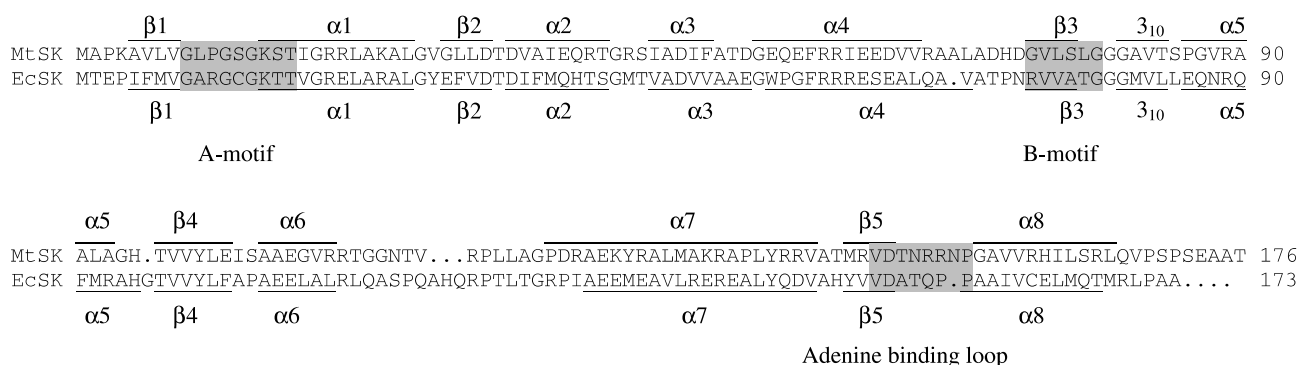 β1 α1 β2 α2 α3 α4 β3 3₁₀ α5
MtSK MAPKAVLVGLPGSGKSTIGRRLAKALGVGLLDTDVAIEQRTGRSIADIFATDGEQEFRRIEEDVVRAALADHDGVLSLGGGAVTSPGVRA 90
EcSK MTEPIFMVGARGCGKTTVGRELARALGYEFVDTDIFMQHTSGMTVADVVAAEGWPGFRRRESEALQA.VATPNRVVATGGGMVLLEQNRQ 90
β1 α1 β2 α2 α3 α4 β3 3₁₀ α5
A-motif B-motif
α5 β4 α6 α7 β5 α8
MtSK ALAGH.TVVYLEISAAEGVRRTGGNTV...RPLLAGPDRAEKYRALMAKRAPLYRRVATMRVDTNRRNPGAVVRHILSRLQVPSPSEAAT 176
EcSK FMRAHGTVVYLFAPAEELALRLQASPQAHQRPTLTGRPIAEEMEAVLREREALYQDVAHYVVDATQP.PAAIVCELMQTMRLPAA.... 173
α5 β4 α6 α7 β5 α8
Adenine binding loop